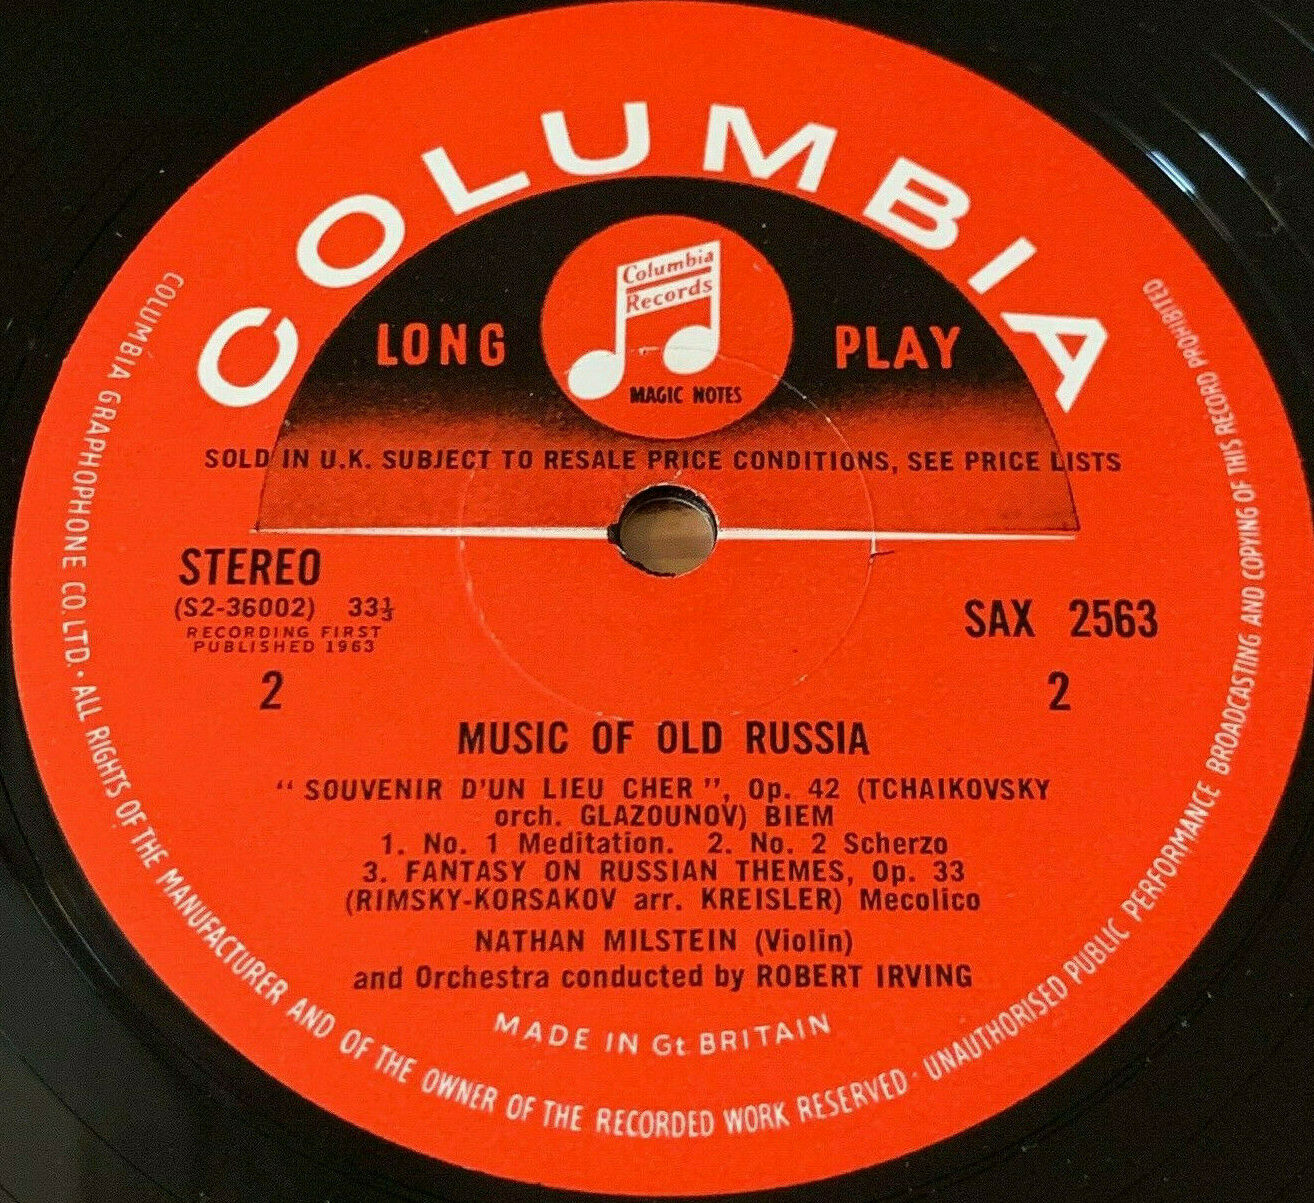 COLUMBIA
Columbia
Records
LONG PLAY
MAGIC NOTES
SOLD IN U.K. SUBJECT TO RESALE PRICE CONDITIONS, SEE PRICE LISTS
STEREO
(S2-36002) 33⅓
RECORDING FIRST
PUBLISHED 1963
SAX 2563
2 2
MUSIC OF OLD RUSSIA
"SOUVENIR D'UN LIEU CHER", Op. 42 (TCHAIKOVSKY
orch. GLAZOUNOV) BIEM
1. No. 1 Meditation. 2. No. 2 Scherzo
3. FANTASY ON RUSSIAN THEMES, Op. 33
(RIMSKY-KORSAKOV arr. KREISLER) Mecolico
NATHAN MILSTEIN (Violin)
and Orchestra conducted by ROBERT IRVING
MADE IN Gt. BRITAIN
COLUMBIA GRAPHOPHONE CO. LTD. · ALL RIGHTS OF THE MANUFACTURER AND OF THE OWNER OF THE RECORDED WORK RESERVED · UNAUTHORISED PUBLIC PERFORMANCE BROADCASTING AND COPYING OF THIS RECORD PROHIBITED